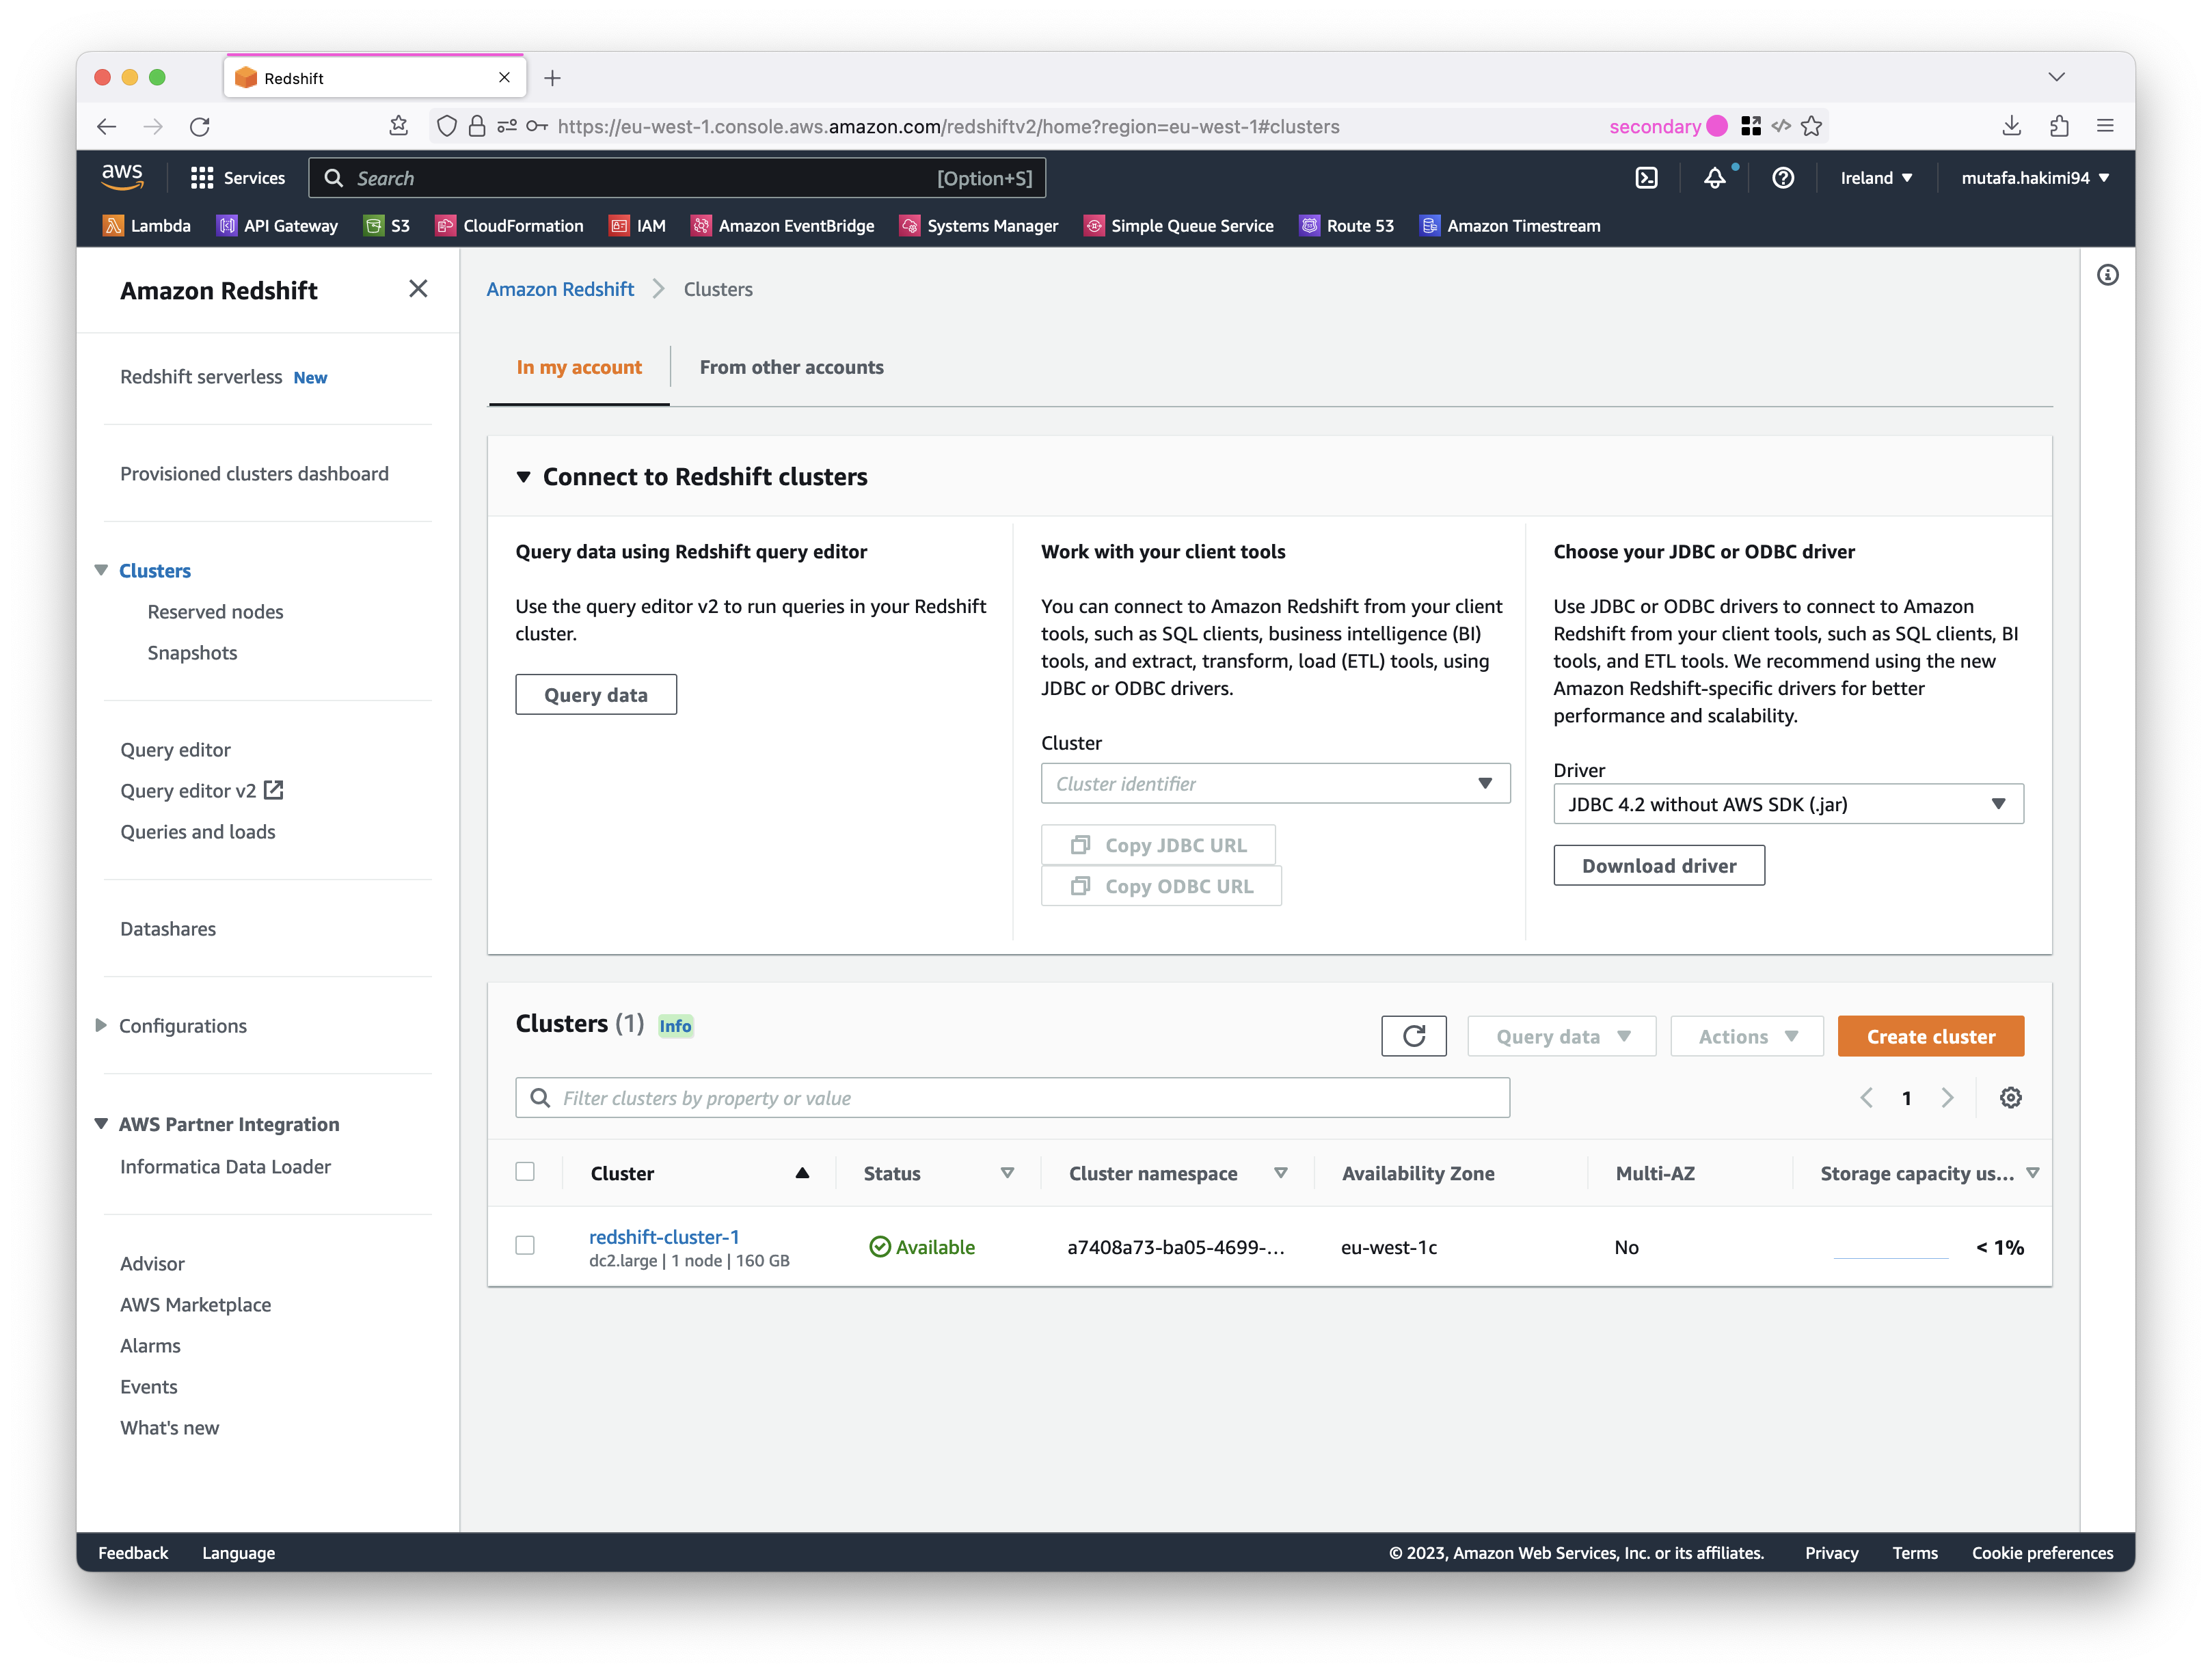 Redshift
https://eu-west-1.console.aws.amazon.com/redshiftv2/home?region=eu-west-1#clusters
secondary
aws
Services
Search
[Option+S]
Ireland
mutafa.hakimi94
Lambda
API Gateway
S3
CloudFormation
IAM
Amazon EventBridge
Systems Manager
Simple Queue Service
Route 53
Amazon Timestream
Amazon Redshift
Redshift serverless New
Provisioned clusters dashboard
Clusters
Reserved nodes
Snapshots
Query editor
Query editor v2
Queries and loads
Datashares
Configurations
AWS Partner Integration
Informatica Data Loader
Advisor
AWS Marketplace
Alarms
Events
What's new
Amazon Redshift
Clusters
In my account
From other accounts
Connect to Redshift clusters
Query data using Redshift query editor
Use the query editor v2 to run queries in your Redshift
cluster.
Query data
Work with your client tools
You can connect to Amazon Redshift from your client
tools, such as SQL clients, business intelligence (BI)
tools, and extract, transform, load (ETL) tools, using
JDBC or ODBC drivers.
Cluster
Cluster identifier
Copy JDBC URL
Copy ODBC URL
Choose your JDBC or ODBC driver
Use JDBC or ODBC drivers to connect to Amazon
Redshift from your client tools, such as SQL clients, BI
tools, and ETL tools. We recommend using the new
Amazon Redshift-specific drivers for better
performance and scalability.
Driver
JDBC 4.2 without AWS SDK (.jar)
Download driver
Clusters (1) Info
Query data
Actions
Create cluster
Filter clusters by property or value
1
Cluster
Status
Cluster namespace
Availability Zone
Multi-AZ
Storage capacity us...
redshift-cluster-1
dc2.large | 1 node | 160 GB
Available
a7408a73-ba05-4699-...
eu-west-1c
No
< 1%
Feedback
Language
© 2023, Amazon Web Services, Inc. or its affiliates.
Privacy
Terms
Cookie preferences